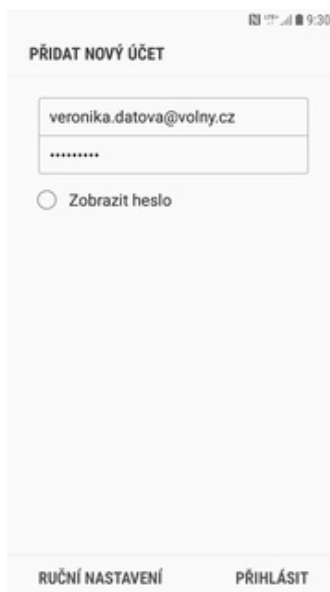 9:30
PŘIDAT NOVÝ ÚČET
veronika.datova@volny.cz
•••••••••
Zobrazit heslo
RUČNÍ NASTAVENÍ PŘIHLÁSIT